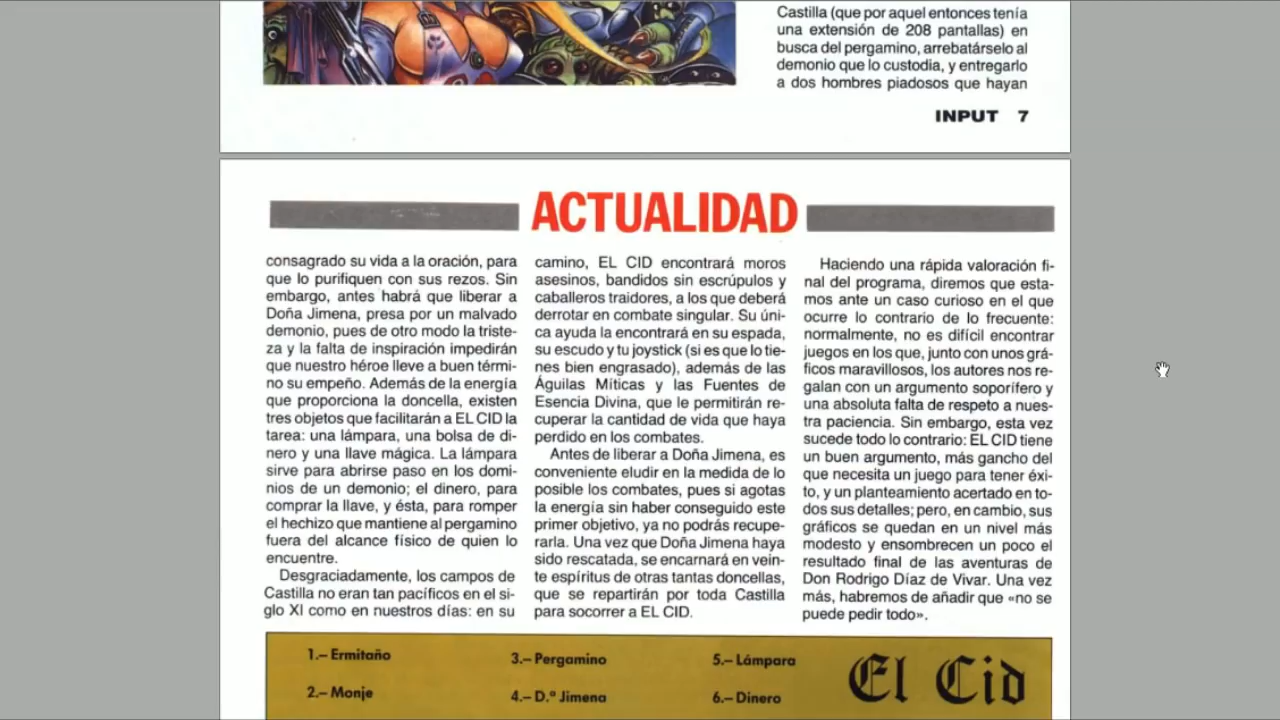 Castilla (que por aquel entonces tenía
una extensión de 208 pantallas) en
busca del pergamino, arrebatárselo al
demonio que lo custodia, y entregarlo
a dos hombres piadosos que hayan
INPUT 7
ACTUALIDAD
consagrado su vida a la oración, para
que lo purifiquen con sus rezos. Sin
embargo, antes habrá que liberar a
Doña Jimena, presa por un malvado
demonio, pues de otro modo la triste-
za y la falta de inspiración impedirán
que nuestro héroe lleve a buen térmi-
no su empeño. Además de la energía
que proporciona la doncella, existen
tres objetos que facilitarán a EL CID la
tarea: una lámpara, una bolsa de di-
nero y una llave mágica. La lámpara
sirve para abrirse paso en los domi-
nios de un demonio; el dinero, para
comprar la llave, y ésta, para romper
el hechizo que mantiene al pergamino
fuera del alcance físico de quien lo
encuentre.
Desgraciadamente, los campos de
Castilla no eran tan pacíficos en el si-
glo XI como en nuestros días: en su
camino, EL CID encontrará moros
asesinos, bandidos sin escrúpulos y
caballeros traidores, a los que deberá
derrotar en combate singular. Su úni-
ca ayuda la encontrará en su espada,
su escudo y tu joystick (si es que lo tie-
nes bien engrasado), además de las
Águilas Míticas y las Fuentes de
Esencia Divina, que le permitirán re-
cuperar la cantidad de vida que haya
perdido en los combates.
Antes de liberar a Doña Jimena, es
conveniente eludir en la medida de lo
posible los combates, pues si agotas
la energía sin haber conseguido este
primer objetivo, ya no podrás recupe-
rarla. Una vez que Doña Jimena haya
sido rescatada, se encarnará en vein-
te espíritus de otras tantas doncellas,
que se repartirán por toda Castilla
para socorrer a EL CID.
Haciendo una rápida valoración fi-
nal del programa, diremos que esta-
mos ante un caso curioso en el que
ocurre lo contrario de lo frecuente:
normalmente, no es difícil encontrar
juegos en los que, junto con unos grá-
ficos maravillosos, los autores nos re-
galan con un argumento soporífero y
una absoluta falta de respeto a nues-
tra paciencia. Sin embargo, esta vez
sucede todo lo contrario: EL CID tiene
un buen argumento, más gancho del
que necesita un juego para tener éxi-
to, y un planteamiento acertado en to-
dos sus detalles; pero, en cambio, sus
gráficos se quedan en un nivel más
modesto y ensombrecen un poco el
resultado final de las aventuras de
Don Rodrigo Díaz de Vivar. Una vez
más, habremos de añadir que «no se
puede pedir todo».
1.– Ermitaño
2.– Monje
3.– Pergamino
4.– D.ª Jimena
5.– Lámpara
6.– Dinero
El Cid